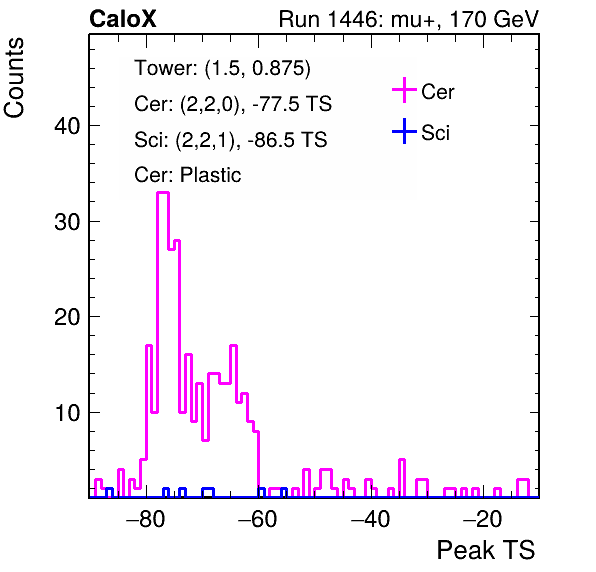 CaloX Run 1446: mu+, 170 GeV
Counts
Tower: (1.5, 0.875)
Cer: (2,2,0), -77.5 TS
Sci: (2,2,1), -86.5 TS
Cer: Plastic
Cer
Sci
40
30
20
10
−80 −60 −40 −20
Peak TS